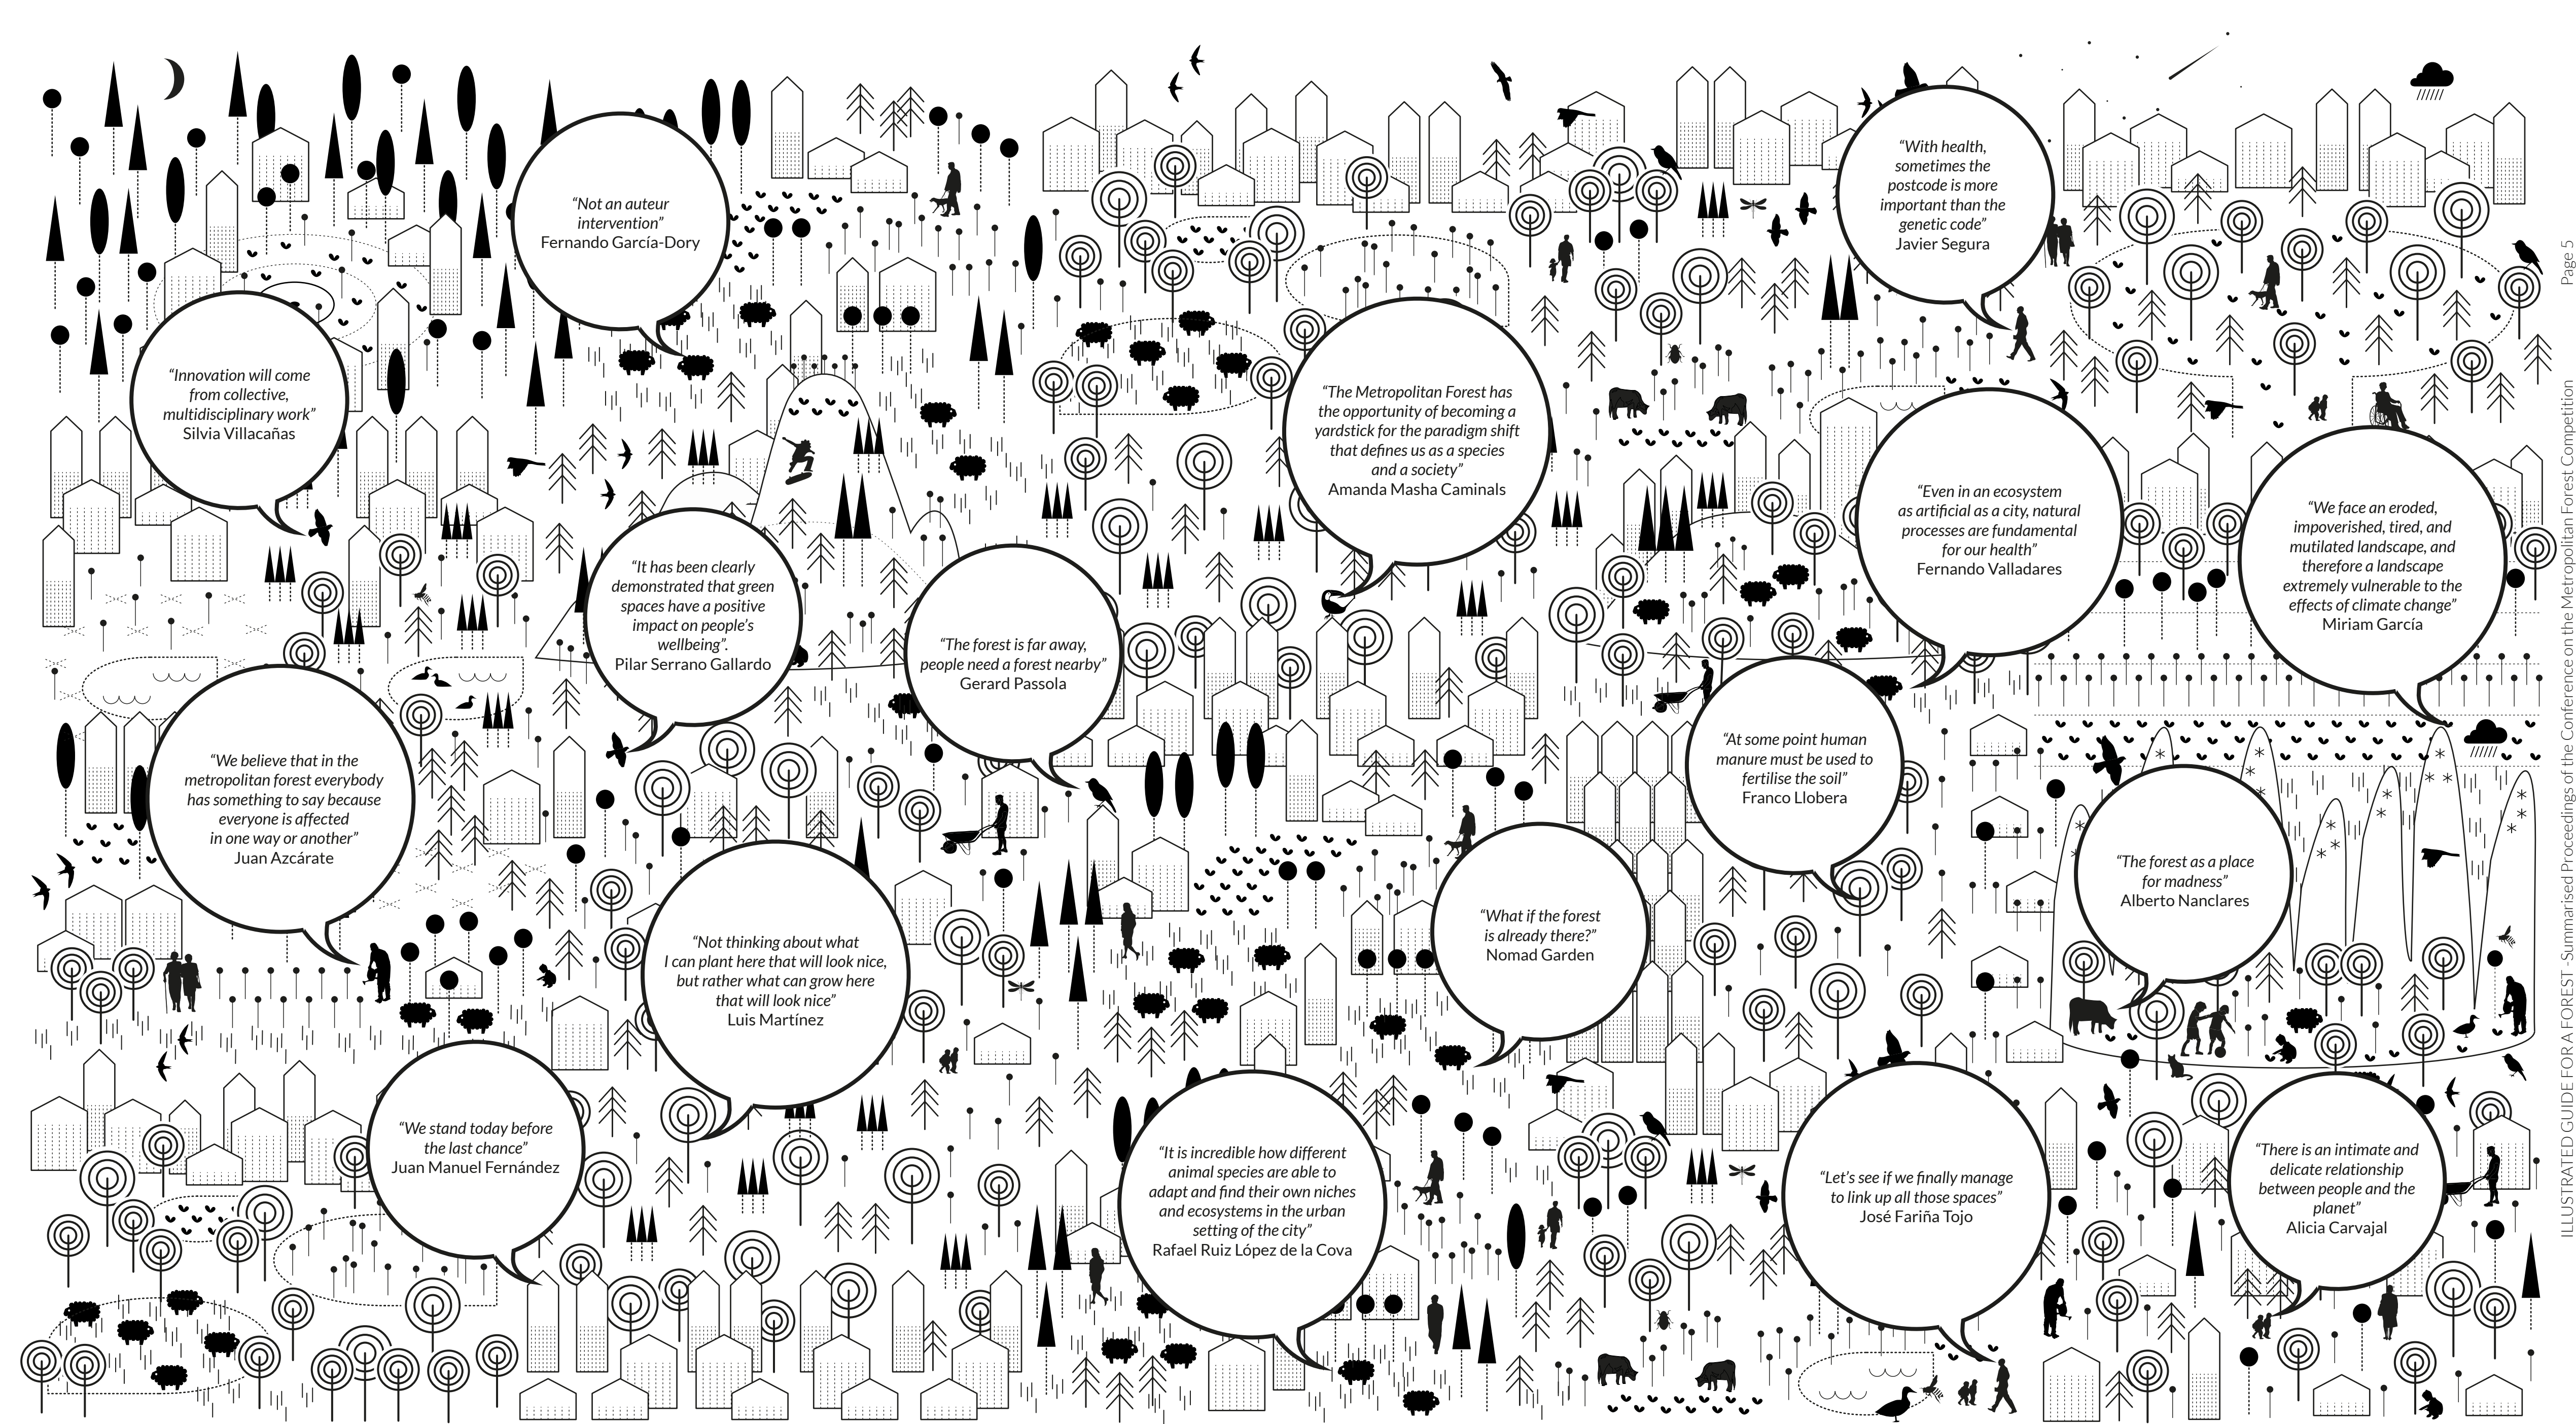 “Not an auteur
intervention”
Fernando García-Dory
“With health,
sometimes the
postcode is more
important than the
genetic code”
Javier Segura
“Innovation will come
from collective,
multidisciplinary work”
Silvia Villacañas
“The Metropolitan Forest has
the opportunity of becoming a
yardstick for the paradigm shift
that defines us as a species
and a society”
Amanda Masha Caminals
“Even in an ecosystem
as artificial as a city, natural
processes are fundamental
for our health”
Fernando Valladares
“We face an eroded,
impoverished, tired, and
mutilated landscape, and
therefore a landscape
extremely vulnerable to the
effects of climate change”
Miriam García
“It has been clearly
demonstrated that green
spaces have a positive
impact on people’s
wellbeing”.
Pilar Serrano Gallardo
“The forest is far away,
people need a forest nearby”
Gerard Passola
“We believe that in the
metropolitan forest everybody
has something to say because
everyone is affected
in one way or another”
Juan Azcárate
“At some point human
manure must be used to
fertilise the soil”
Franco Llobera
“The forest as a place
for madness”
Alberto Nanclares
“Not thinking about what
I can plant here that will look nice,
but rather what can grow here
that will look nice”
Luis Martínez
“What if the forest
is already there?”
Nomad Garden
“We stand today before
the last chance”
Juan Manuel Fernández
“It is incredible how different
animal species are able to
adapt and find their own niches
and ecosystems in the urban
setting of the city”
Rafael Ruiz López de la Cova
“Let’s see if we finally manage
to link up all those spaces”
José Fariña Tojo
“There is an intimate and
delicate relationship
between people and the
planet”
Alicia Carvajal
ILLUSTRATED GUIDE FOR A FOREST -Summarised Proceedings of the Conference on the Metropolitan Forest Competition
Page 5